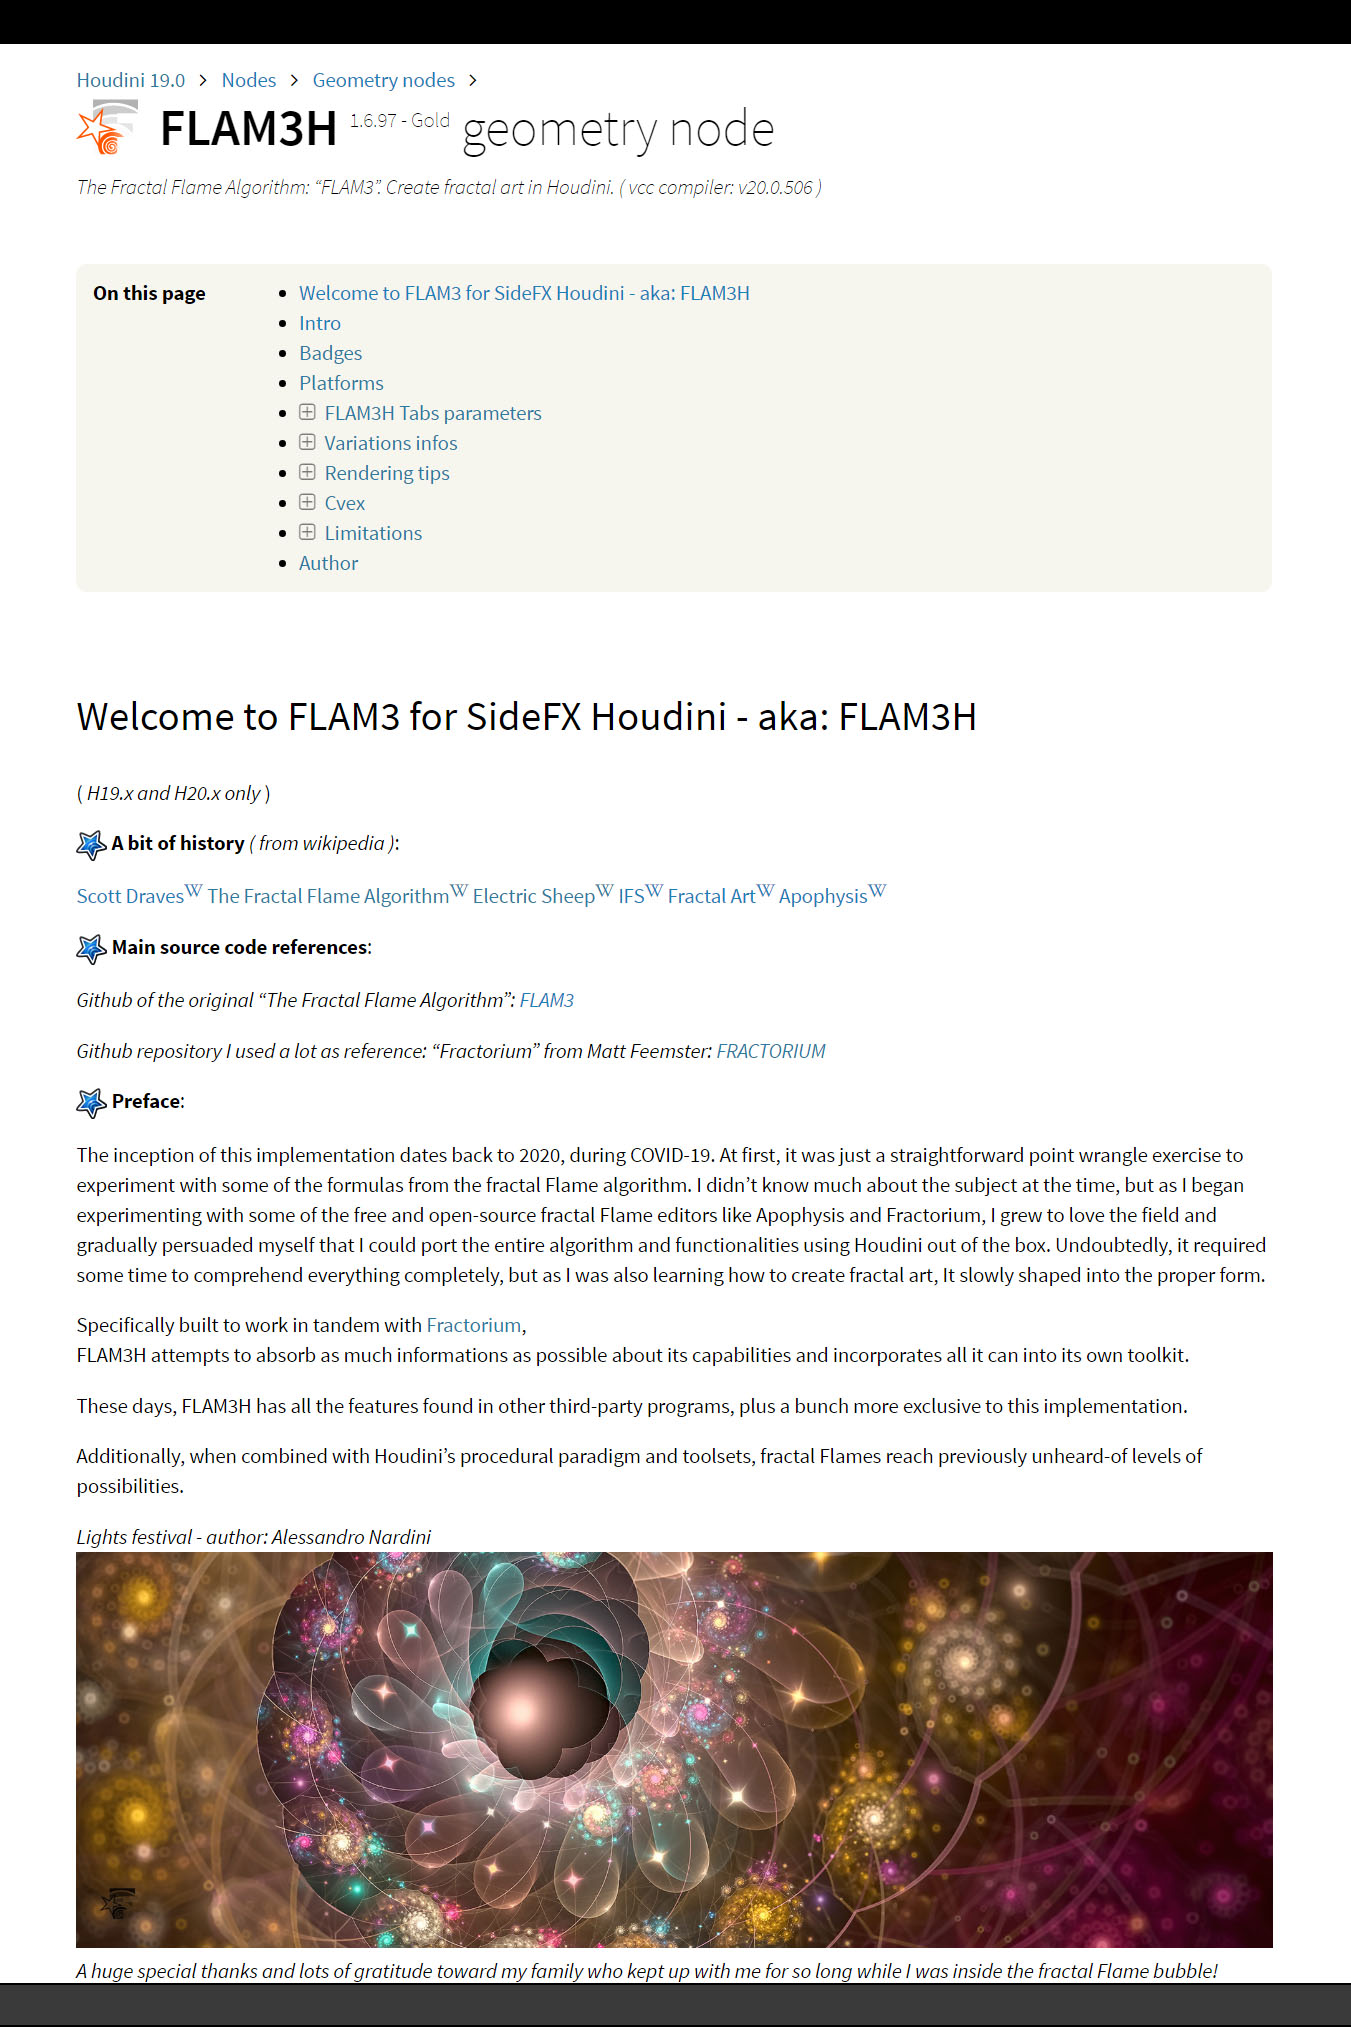 Houdini 19.0 > Nodes > Geometry nodes >
FLAM3H 1.6.97 - Gold geometry node
The Fractal Flame Algorithm: “FLAM3”. Create fractal art in Houdini. ( vcc compiler: v20.0.506 )
On this page
Welcome to FLAM3 for SideFX Houdini - aka: FLAM3H
Intro
Badges
Platforms
FLAM3H Tabs parameters
Variations infos
Rendering tips
Cvex
Limitations
Author
Welcome to FLAM3 for SideFX Houdini - aka: FLAM3H
( H19.x and H20.x only )
A bit of history ( from wikipedia ):
Scott DravesW The Fractal Flame AlgorithmW Electric SheepW IFSW Fractal ArtW ApophysisW
Main source code references:
Github of the original “The Fractal Flame Algorithm”: FLAM3
Github repository I used a lot as reference: “Fractorium” from Matt Feemster: FRACTORIUM
Preface:
The inception of this implementation dates back to 2020, during COVID-19. At first, it was just a straightforward point wrangle exercise to
experiment with some of the formulas from the fractal Flame algorithm. I didn’t know much about the subject at the time, but as I began
experimenting with some of the free and open-source fractal Flame editors like Apophysis and Fractorium, I grew to love the field and
gradually persuaded myself that I could port the entire algorithm and functionalities using Houdini out of the box. Undoubtedly, it required
some time to comprehend everything completely, but as I was also learning how to create fractal art, It slowly shaped into the proper form.
Specifically built to work in tandem with Fractorium,
FLAM3H attempts to absorb as much informations as possible about its capabilities and incorporates all it can into its own toolkit.
These days, FLAM3H has all the features found in other third-party programs, plus a bunch more exclusive to this implementation.
Additionally, when combined with Houdini’s procedural paradigm and toolsets, fractal Flames reach previously unheard-of levels of
possibilities.
Lights festival - author: Alessandro Nardini
A huge special thanks and lots of gratitude toward my family who kept up with me for so long while I was inside the fractal Flame bubble!